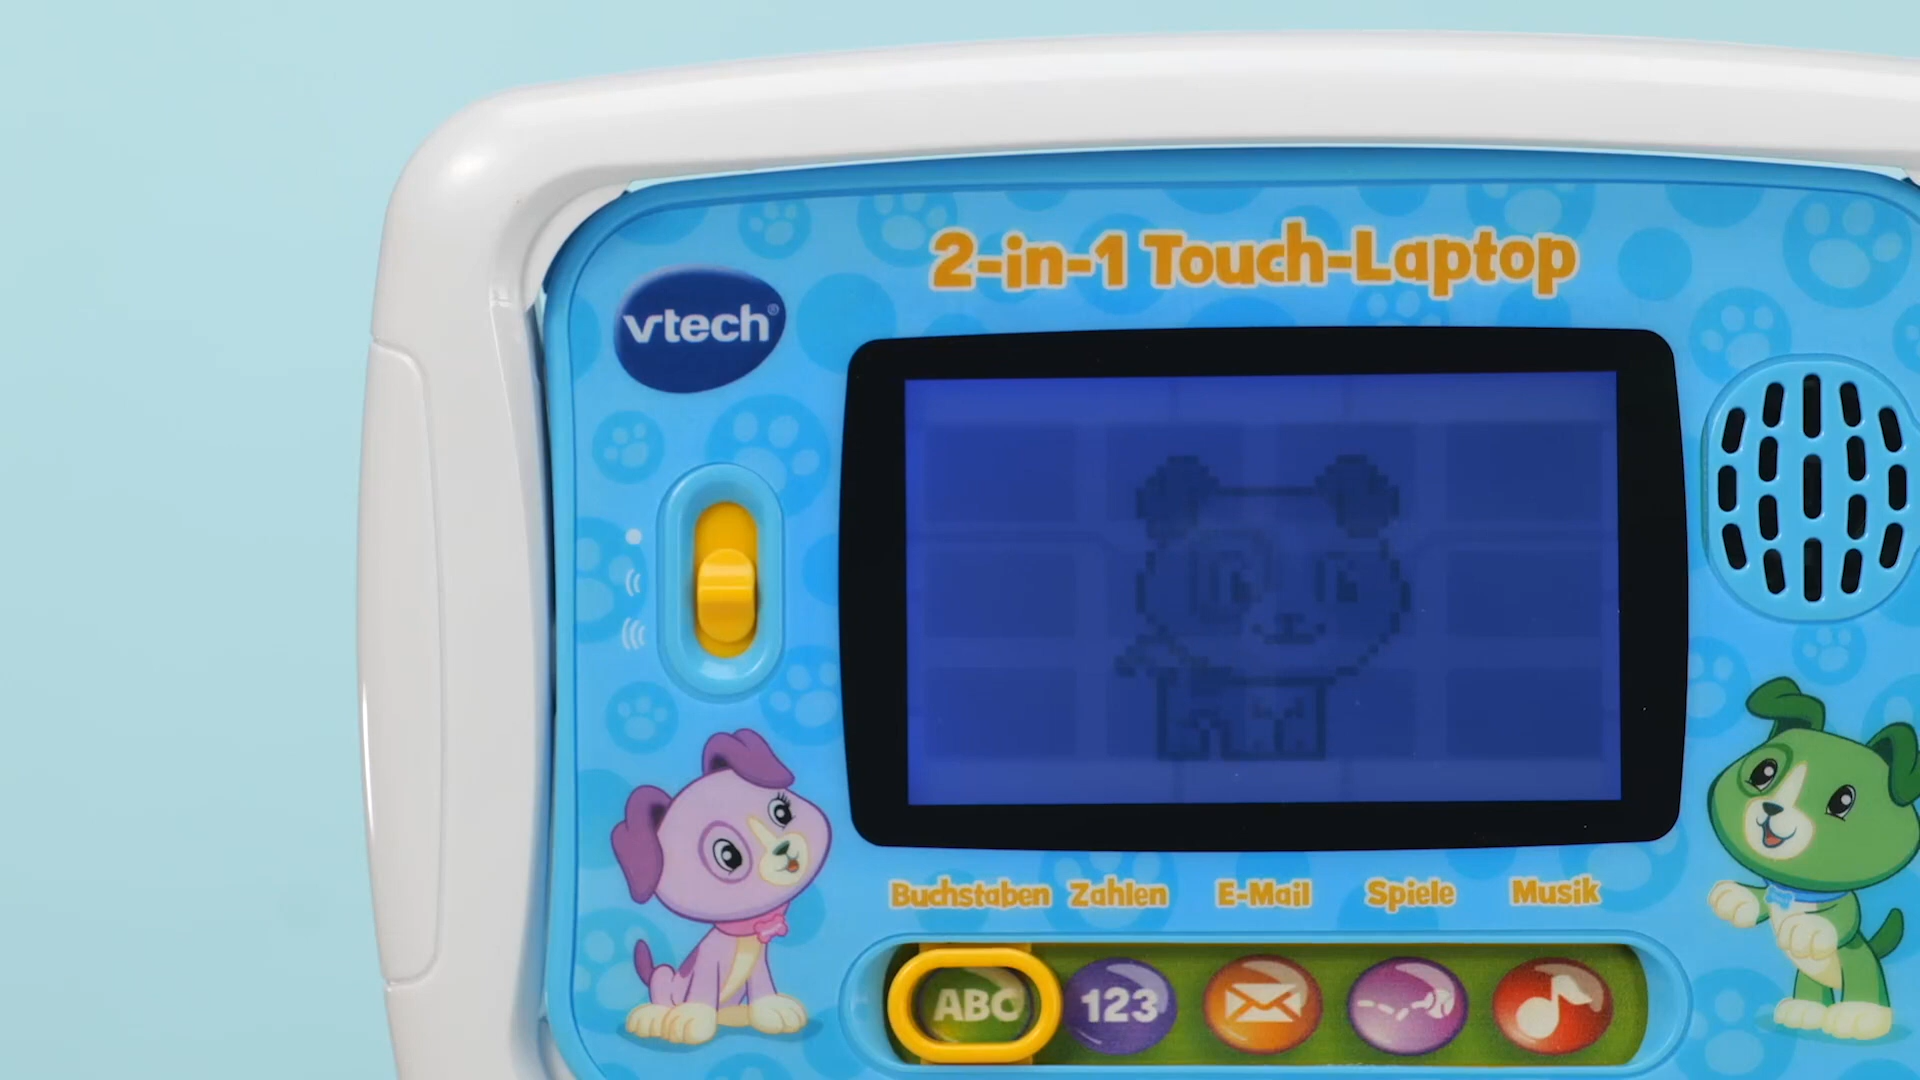 2-in-1 Touch-Laptop
vtech®
Buchstaben Zahlen E-Mail Spiele Musik
ABC 123